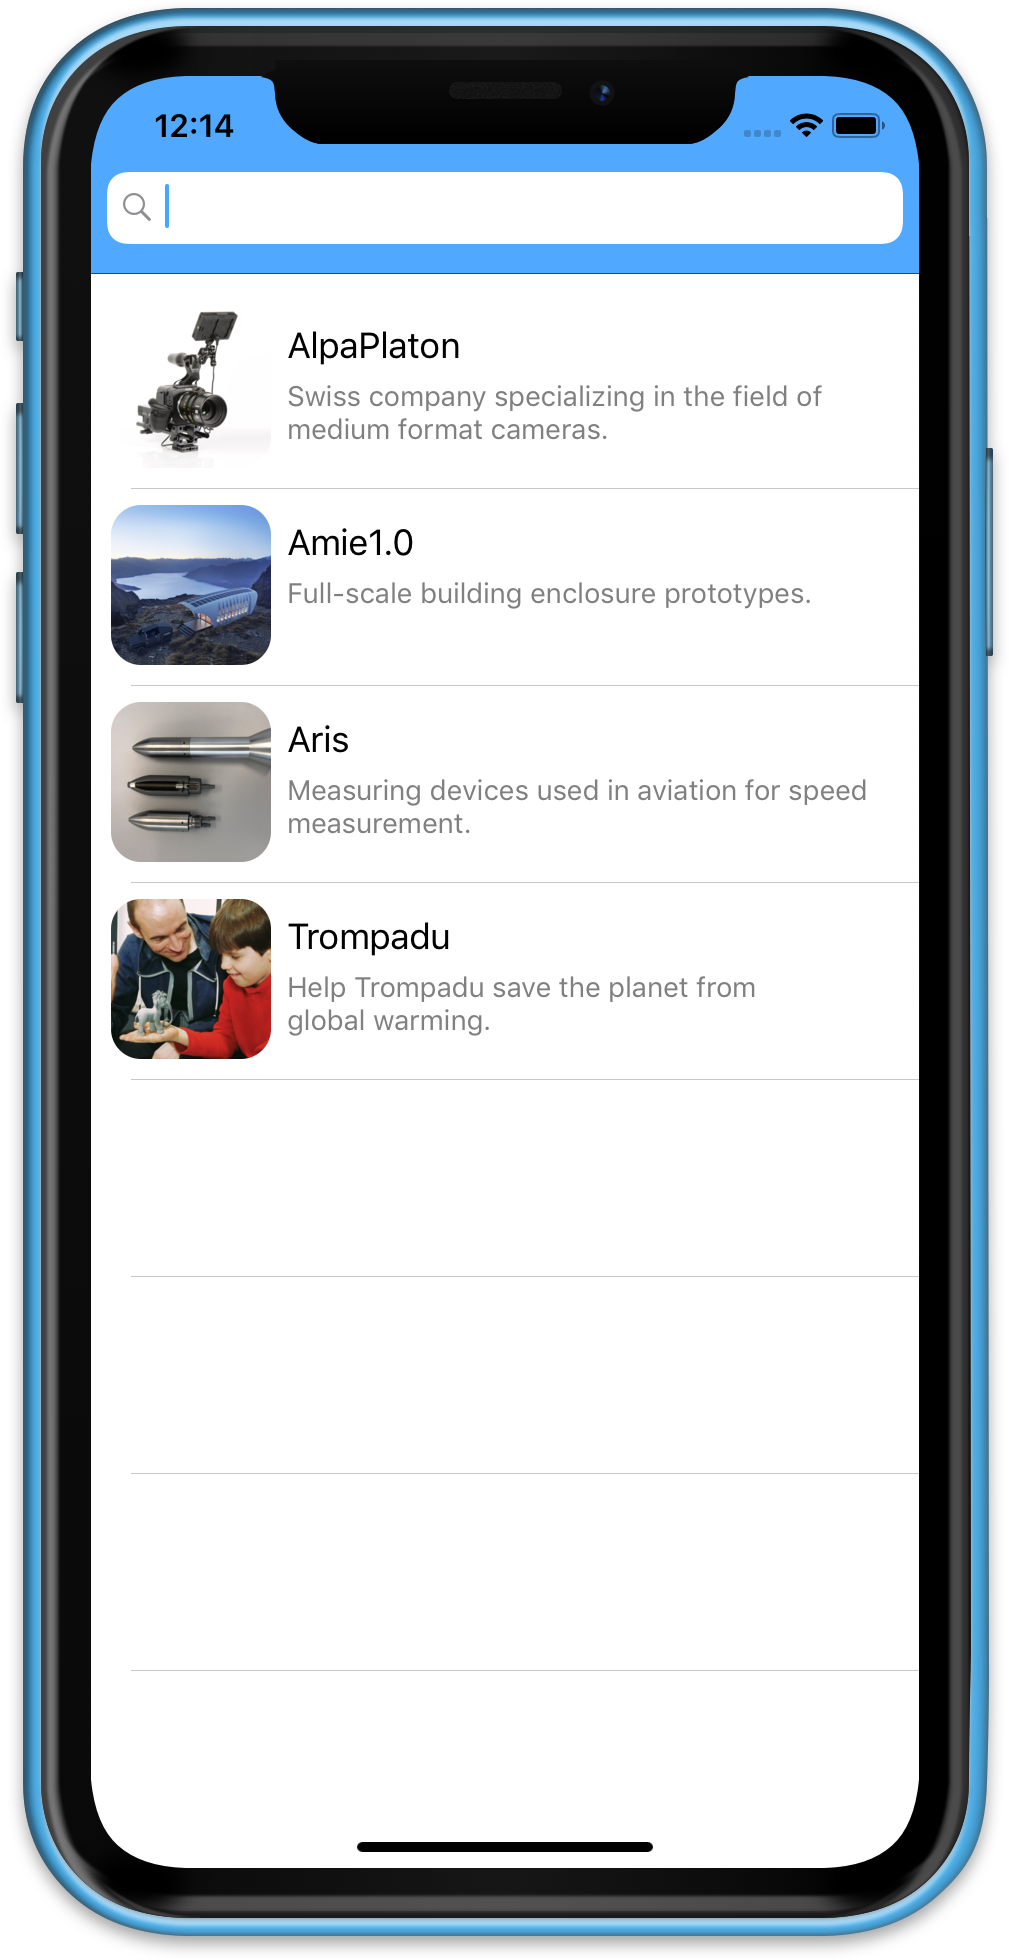 12:14
AlpaPlaton
Swiss company specializing in the field of
medium format cameras.
Amie1.0
Full-scale building enclosure prototypes.
Aris
Measuring devices used in aviation for speed
measurement.
Trompadu
Help Trompadu save the planet from
global warming.